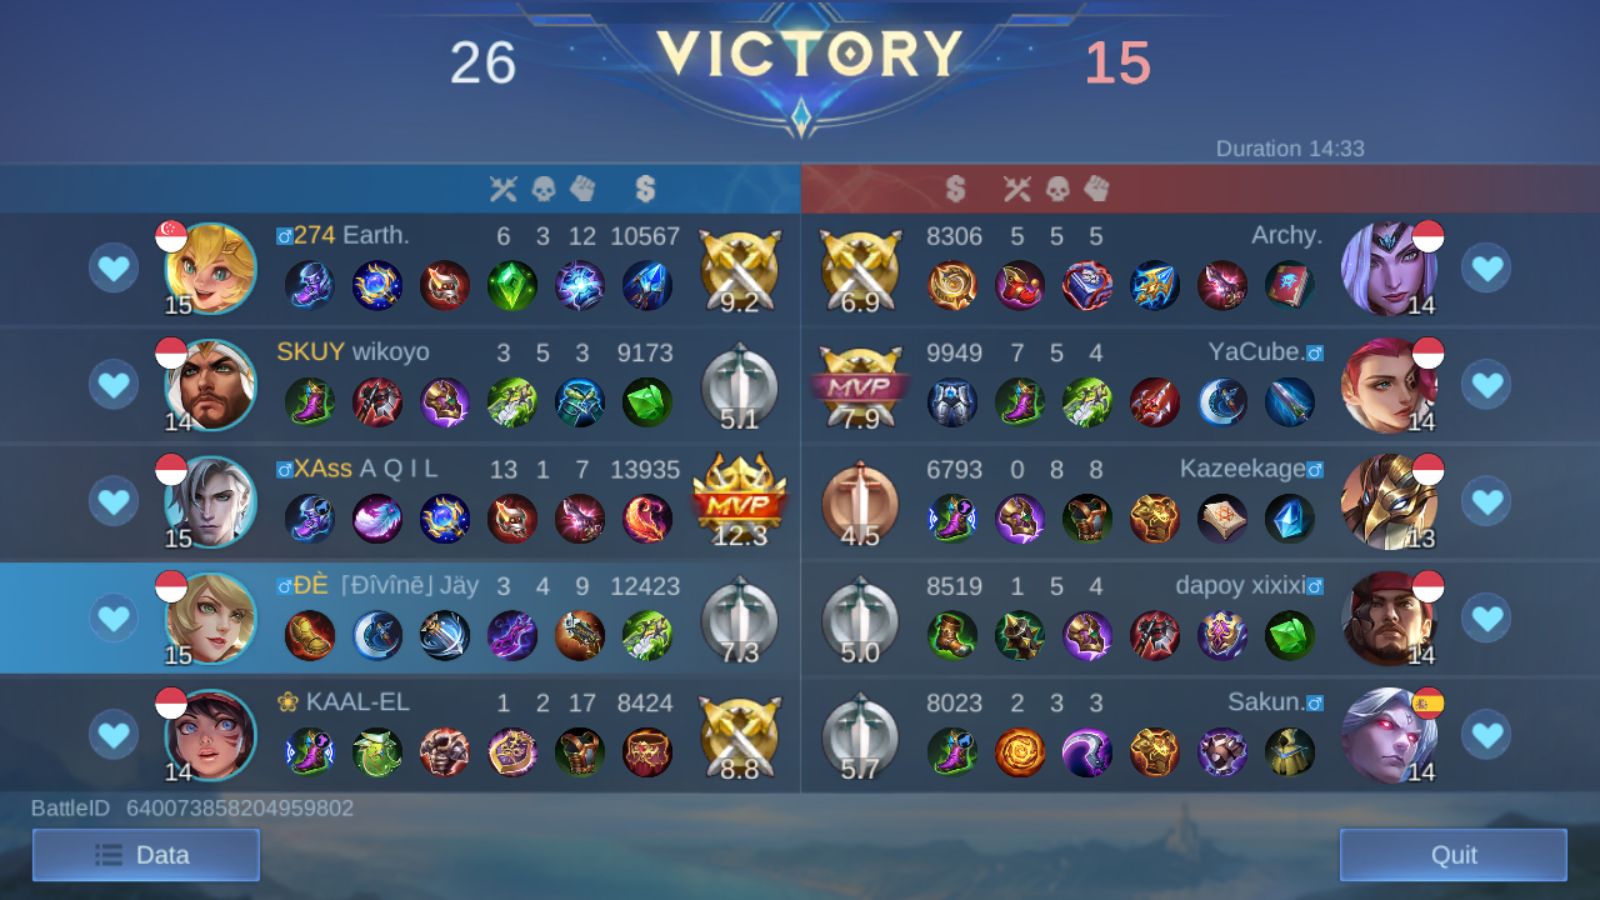 26 VICTORY 15
Duration 14:33
274 Earth. 6 3 12 10567
15 9.2
8306 5 5 5 Archy.
6.9 14
SKUY wikoyo 3 5 3 9173
14 5.1
9949 7 5 4 YaCube.
MVP
7.9 14
XAss A Q I L 13 1 7 13935
MVP
15 12.3
6793 0 8 8 Kazeekage
4.5 13
ĐÈ ⌈Đîvînē⌋ Jäy 3 4 9 12423
15 7.3
8519 1 5 4 dapoy xixixi
5.0 14
KAAL-EL 1 2 17 8424
14 8.8
8023 2 3 3 Sakun.
5.7 14
BattleID 640073858204959802
Data
Quit